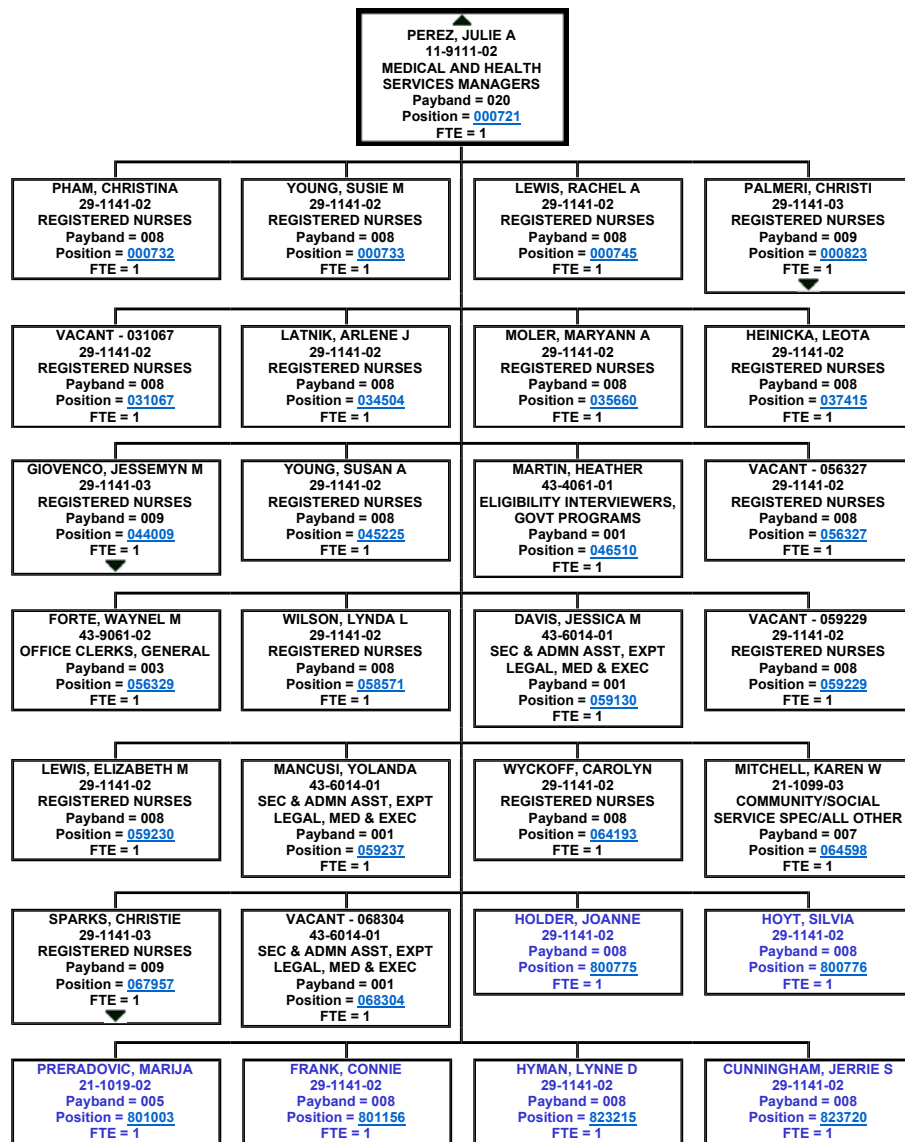 PEREZ, JULIE A
11-9111-02
MEDICAL AND HEALTH
SERVICES MANAGERS
Payband = 020
Position = 000721
FTE = 1
PHAM, CHRISTINA
29-1141-02
REGISTERED NURSES
Payband = 008
Position = 000732
FTE = 1
YOUNG, SUSIE M
29-1141-02
REGISTERED NURSES
Payband = 008
Position = 000733
FTE = 1
LEWIS, RACHEL A
29-1141-02
REGISTERED NURSES
Payband = 008
Position = 000745
FTE = 1
PALMERI, CHRISTI
29-1141-03
REGISTERED NURSES
Payband = 009
Position = 000823
FTE = 1
VACANT - 031067
29-1141-02
REGISTERED NURSES
Payband = 008
Position = 031067
FTE = 1
LATNIK, ARLENE J
29-1141-02
REGISTERED NURSES
Payband = 008
Position = 034504
FTE = 1
MOLER, MARYANN A
29-1141-02
REGISTERED NURSES
Payband = 008
Position = 035660
FTE = 1
HEINICKA, LEOTA
29-1141-02
REGISTERED NURSES
Payband = 008
Position = 037415
FTE = 1
GIOVENCO, JESSEMYN M
29-1141-03
REGISTERED NURSES
Payband = 009
Position = 044009
FTE = 1
YOUNG, SUSAN A
29-1141-02
REGISTERED NURSES
Payband = 008
Position = 045225
FTE = 1
MARTIN, HEATHER
43-4061-01
ELIGIBILITY INTERVIEWERS,
GOVT PROGRAMS
Payband = 001
Position = 046510
FTE = 1
VACANT - 056327
29-1141-02
REGISTERED NURSES
Payband = 008
Position = 056327
FTE = 1
FORTE, WAYNEL M
43-9061-02
OFFICE CLERKS, GENERAL
Payband = 003
Position = 056329
FTE = 1
WILSON, LYNDA L
29-1141-02
REGISTERED NURSES
Payband = 008
Position = 058571
FTE = 1
DAVIS, JESSICA M
43-6014-01
SEC & ADMN ASST, EXPT
LEGAL, MED & EXEC
Payband = 001
Position = 059130
FTE = 1
VACANT - 059229
29-1141-02
REGISTERED NURSES
Payband = 008
Position = 059229
FTE = 1
LEWIS, ELIZABETH M
29-1141-02
REGISTERED NURSES
Payband = 008
Position = 059230
FTE = 1
MANCUSI, YOLANDA
43-6014-01
SEC & ADMN ASST, EXPT
LEGAL, MED & EXEC
Payband = 001
Position = 059237
FTE = 1
WYCKOFF, CAROLYN
29-1141-02
REGISTERED NURSES
Payband = 008
Position = 064193
FTE = 1
MITCHELL, KAREN W
21-1099-03
COMMUNITY/SOCIAL
SERVICE SPEC/ALL OTHER
Payband = 007
Position = 064598
FTE = 1
SPARKS, CHRISTIE
29-1141-03
REGISTERED NURSES
Payband = 009
Position = 067957
FTE = 1
VACANT - 068304
43-6014-01
SEC & ADMN ASST, EXPT
LEGAL, MED & EXEC
Payband = 001
Position = 068304
FTE = 1
HOLDER, JOANNE
29-1141-02
Payband = 008
Position = 800775
FTE = 1
HOYT, SILVIA
29-1141-02
Payband = 008
Position = 800776
FTE = 1
PRERADOVIC, MARIJA
21-1019-02
Payband = 005
Position = 801003
FTE = 1
FRANK, CONNIE
29-1141-02
Payband = 008
Position = 801156
FTE = 1
HYMAN, LYNNE D
29-1141-02
Payband = 008
Position = 823215
FTE = 1
CUNNINGHAM, JERRIE S
29-1141-02
Payband = 008
Position = 823720
FTE = 1